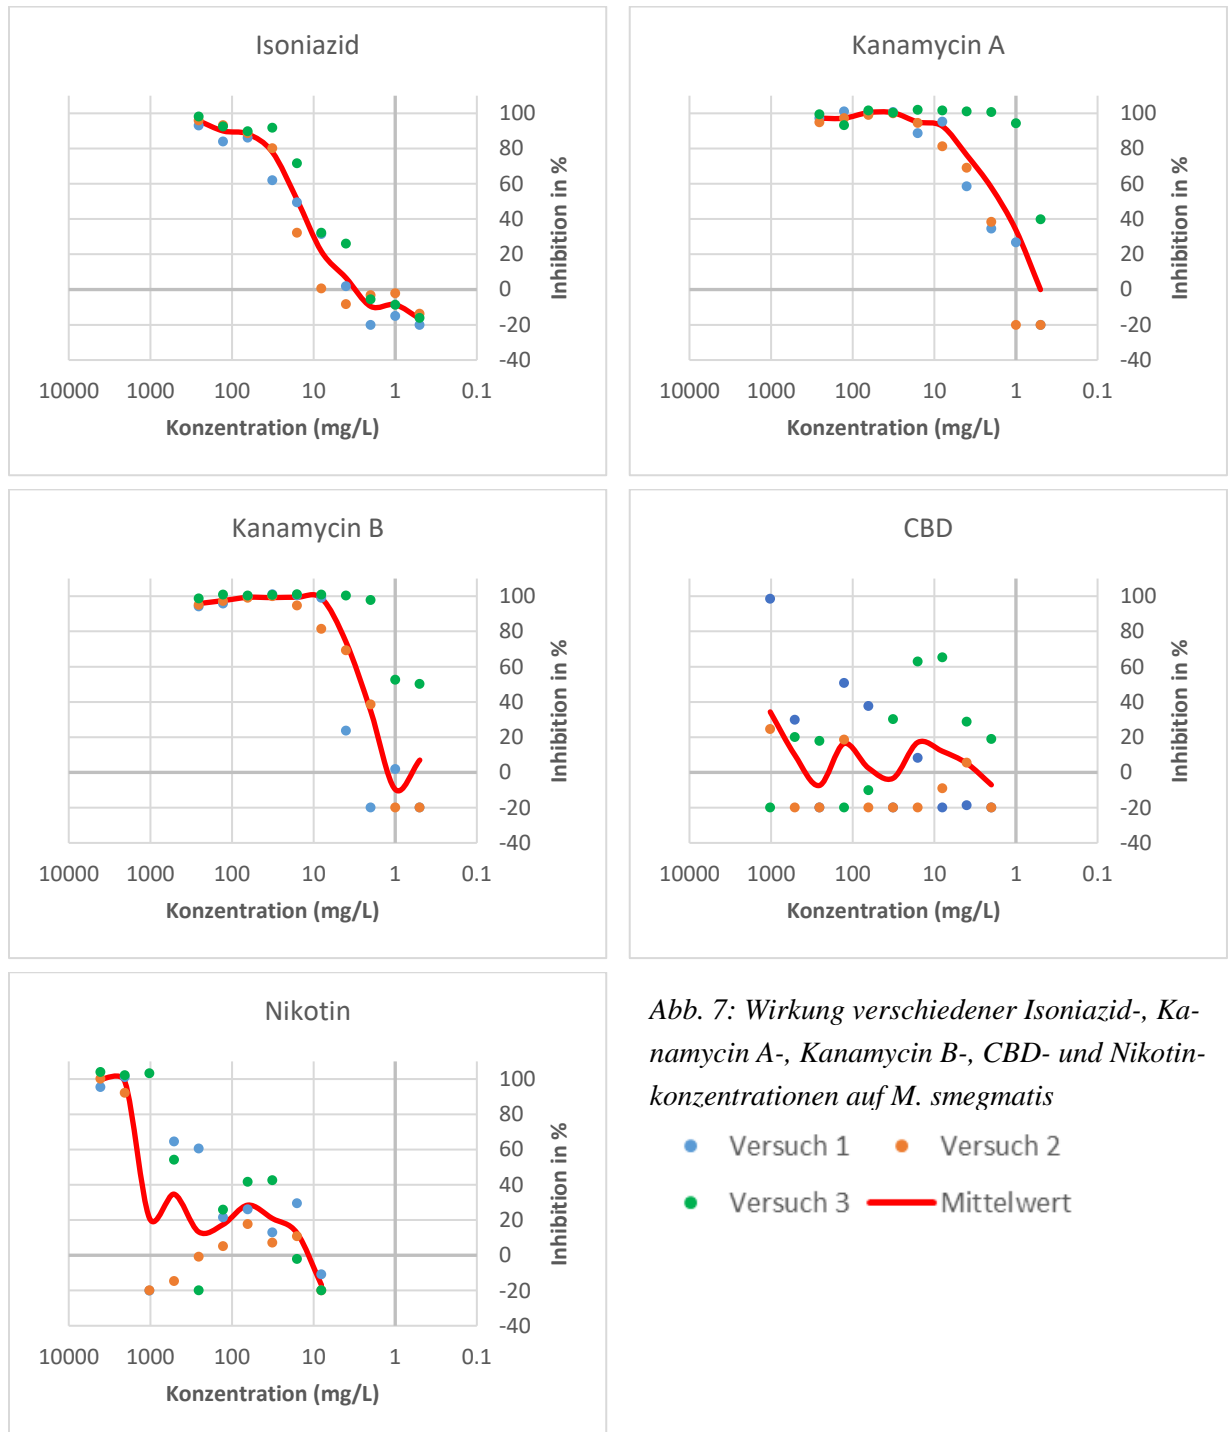 Isoniazid
100
80
60
40
20
0
-20
-40
Inhibition in %
10000 1000 100 10 1 0.1
Konzentration (mg/L)
Kanamycin A
100
80
60
40
20
0
-20
-40
Inhibition in %
10000 1000 100 10 1 0.1
Konzentration (mg/L)
Kanamycin B
100
80
60
40
20
0
-20
-40
Inhibition in %
10000 1000 100 10 1 0.1
Konzentration (mg/L)
CBD
100
80
60
40
20
0
-20
-40
Inhibition in %
10000 1000 100 10 1 0.1
Konzentration (mg/L)
Nikotin
100
80
60
40
20
0
-20
-40
Inhibition in %
10000 1000 100 10 1 0.1
Konzentration (mg/L)
Abb. 7: Wirkung verschiedener Isoniazid-, Ka-
namycin A-, Kanamycin B-, CBD- und Nikotin-
konzentrationen auf M. smegmatis
Versuch 1 Versuch 2
Versuch 3 Mittelwert